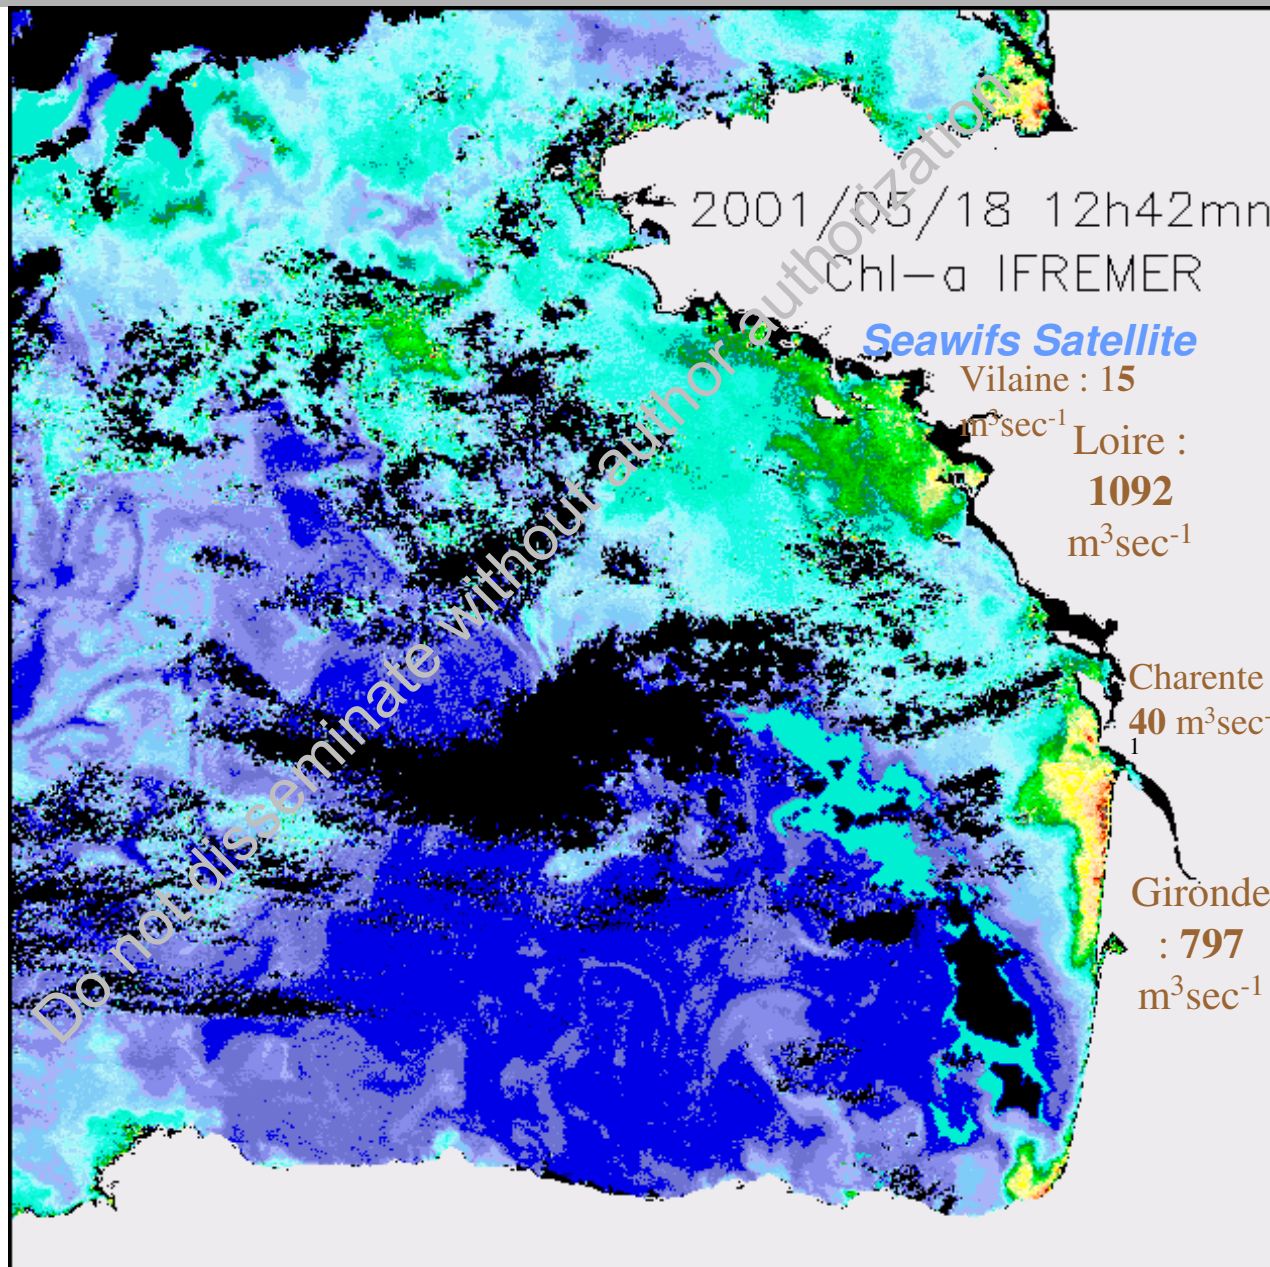 2001/05/18 12h42mn
Chl-a IFREMER
Seawifs Satellite
Vilaine : 15
m³sec⁻¹
Loire :
1092
m³sec⁻¹
Charente
40 m³sec⁻
1
Gironde
: 797
m³sec⁻¹
Do not disseminate without author authorization